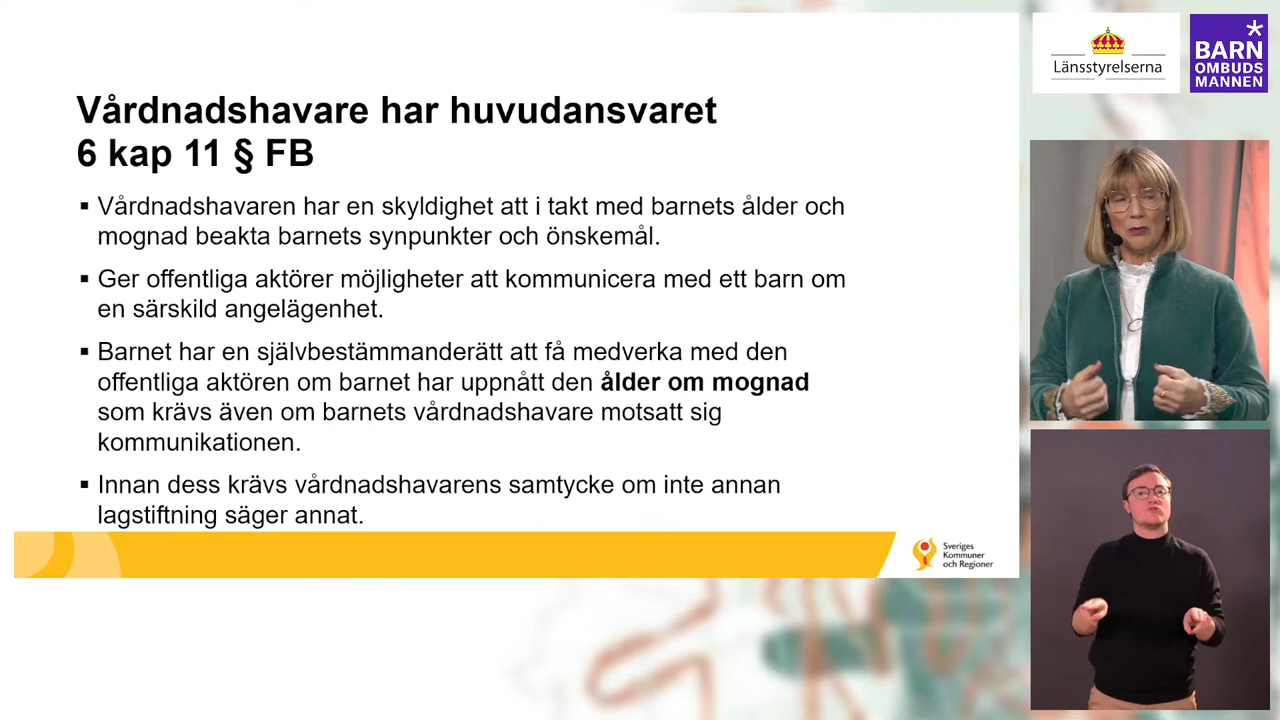 Vårdnadshavare har huvudansvaret
6 kap 11 § FB
▪ Vårdnadshavaren har en skyldighet att i takt med barnets ålder och
mognad beakta barnets synpunkter och önskemål.
▪ Ger offentliga aktörer möjligheter att kommunicera med ett barn om
en särskild angelägenhet.
▪ Barnet har en självbestämmanderätt att få medverka med den
offentliga aktören om barnet har uppnått den ålder om mognad
som krävs även om barnets vårdnadshavare motsatt sig
kommunikationen.
▪ Innan dess krävs vårdnadshavarens samtycke om inte annan
lagstiftning säger annat.
Sveriges
Kommuner
och Regioner
Länsstyrelserna
BARN
OMBUDS
MANNEN